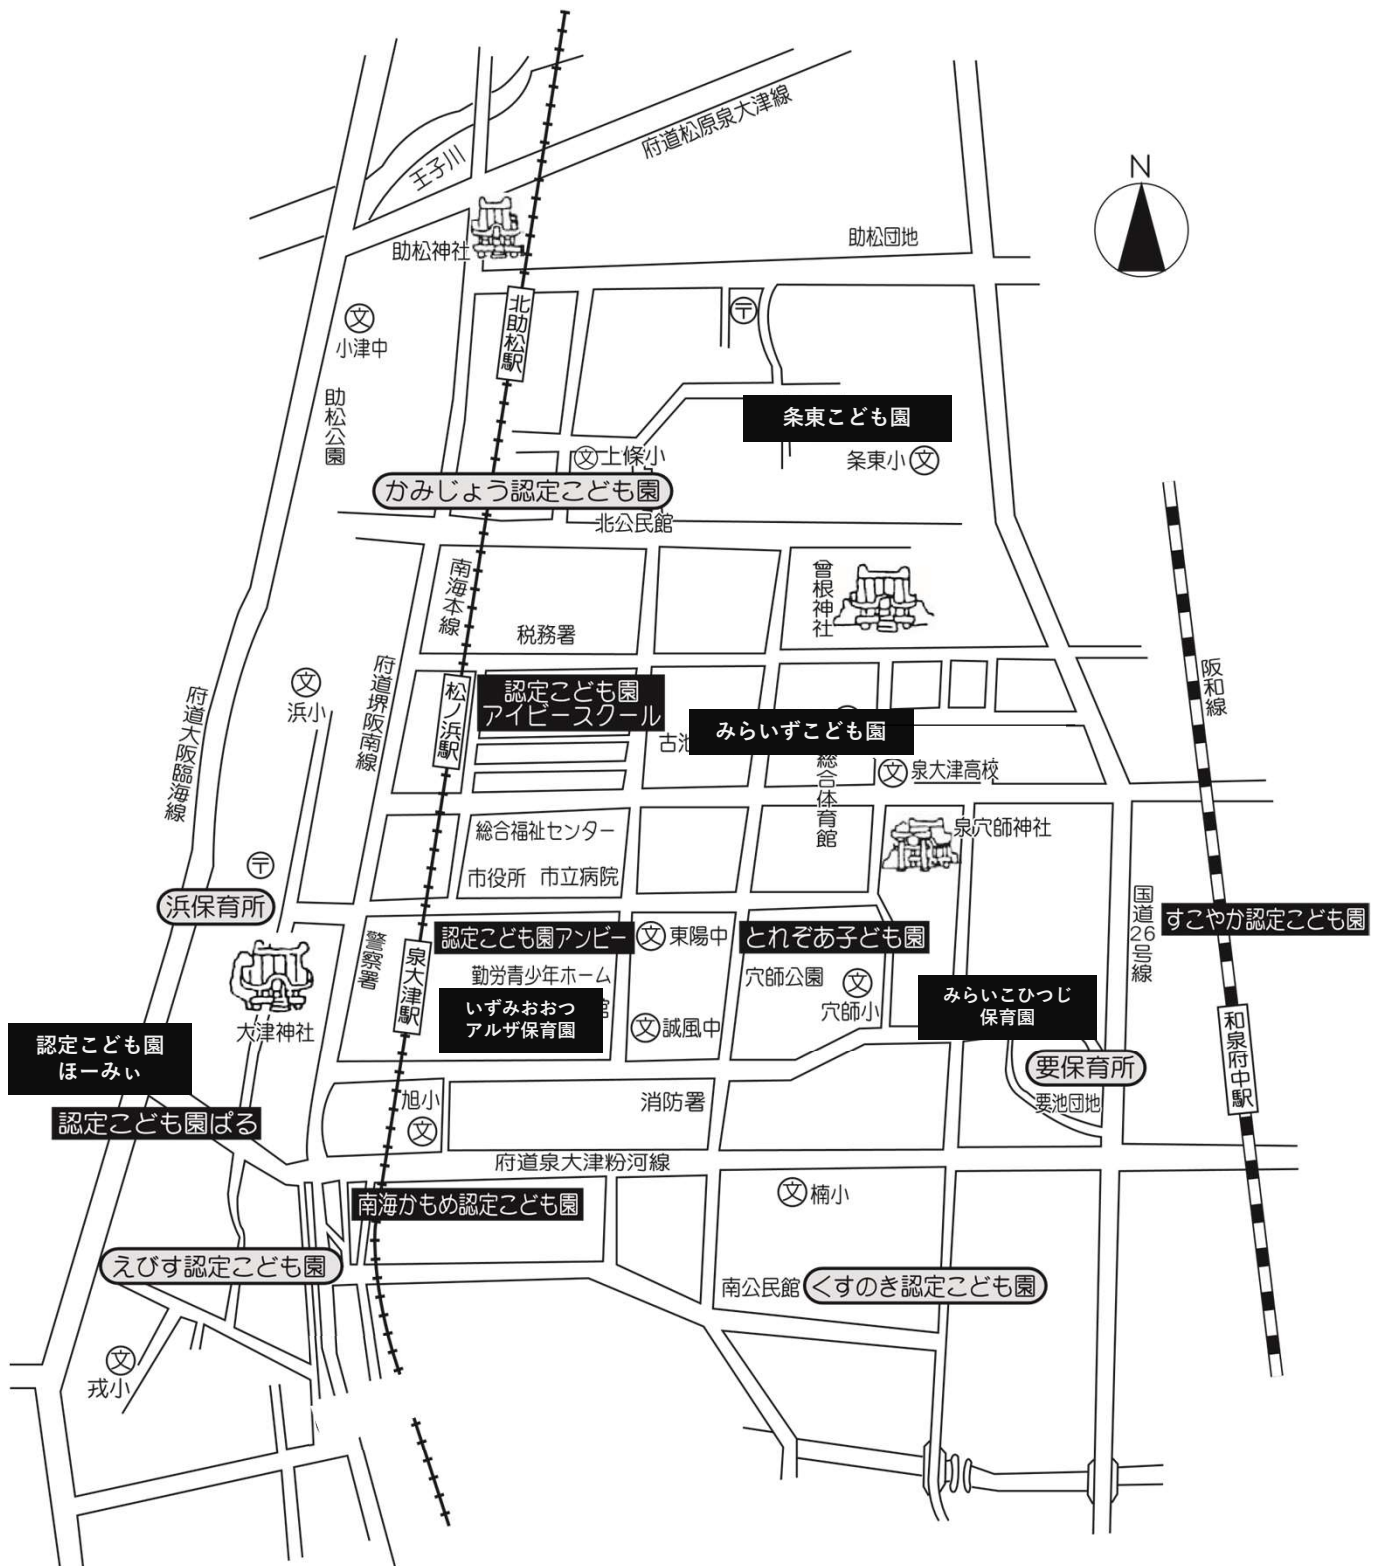 N
府道松原泉大津線
王子川
助松神社
助松団地
北助松駅
〒
文
小津中
助松公園
条東こども園
文上條小
条東小文
かみじょう認定こども園
北公民館
南海本線
曾根神社
税務署
府道堺阪南線
阪和線
文
浜小
松ノ浜駅
認定こども園
アイビースクール
府道大阪臨海線
みらいずこども園
古池
総合体育館
文泉大津高校
総合福祉センター
泉穴師神社
市役所 市立病院
〒
浜保育所
国道26号線
すこやか認定こども園
警察署
泉大津駅
認定こども園アンビー
文東陽中
とれぞあ子ども園
勤労青少年ホーム
穴師公園
文
穴師小
みらいこひつじ
保育園
いずみおおつ
アルザ保育園
館
文誠風中
大津神社
和泉府中駅
認定こども園
ほーみぃ
要保育所
要池団地
認定こども園ぱる
旭小
文
消防署
府道泉大津粉河線
南海かもめ認定こども園
文楠小
えびす認定こども園
南公民館
くすのき認定こども園
文
戎小